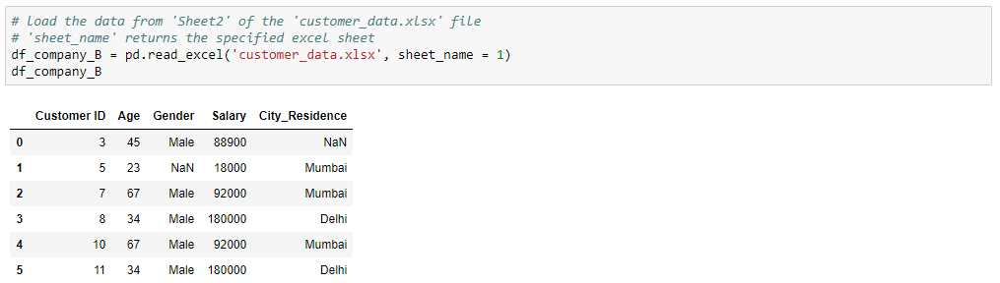 # load the data from 'Sheet2' of the 'customer_data.xlsx' file
# 'sheet_name' returns the specified excel sheet
df_company_B = pd.read_excel('customer_data.xlsx', sheet_name = 1)
df_company_B
Customer ID Age Gender Salary City_Residence
0 3 45 Male 88900 NaN
1 5 23 NaN 18000 Mumbai
2 7 67 Male 92000 Mumbai
3 8 34 Male 180000 Delhi
4 10 67 Male 92000 Mumbai
5 11 34 Male 180000 Delhi